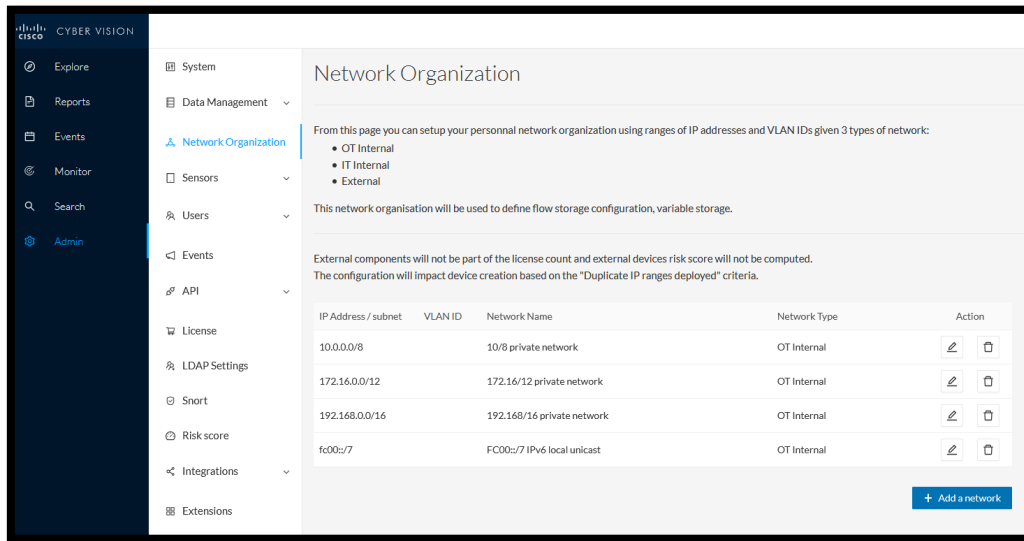 CISCO CYBER VISION
Explore
Reports
Events
Monitor
Search
Admin
System
Data Management
Network Organization
Sensors
Users
Events
API
License
LDAP Settings
Snort
Risk score
Integrations
Extensions
Network Organization
From this page you can setup your personnal network organization using ranges of IP addresses and VLAN IDs given 3 types of network:
• OT Internal
• IT Internal
• External
This network organisation will be used to define flow storage configuration, variable storage.
External components will not be part of the license count and external devices risk score will not be computed.
The configuration will impact device creation based on the "Duplicate IP ranges deployed" criteria.
IP Address / subnet VLAN ID Network Name Network Type Action
10.0.0.0/8 10/8 private network OT Internal
172.16.0.0/12 172.16/12 private network OT Internal
192.168.0.0/16 192.168/16 private network OT Internal
fc00::/7 FC00::/7 IPv6 local unicast OT Internal
+ Add a network